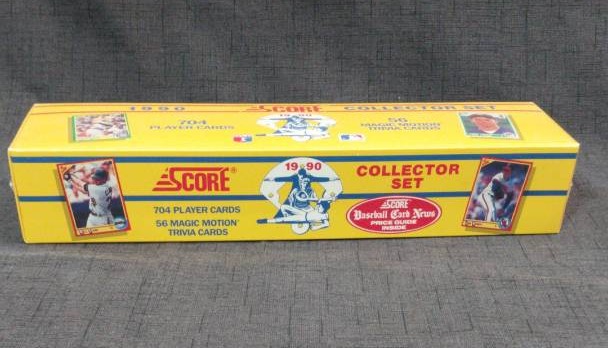 1990 SCORE COLLECTOR SET
704 PLAYER CARDS
1990
56 MAGIC MOTION TRIVIA CARDS
SCORE®
1990
COLLECTOR SET
704 PLAYER CARDS
56 MAGIC MOTION® TRIVIA CARDS
SCORE
Baseball Card News
PRICE GUIDE
INSIDE